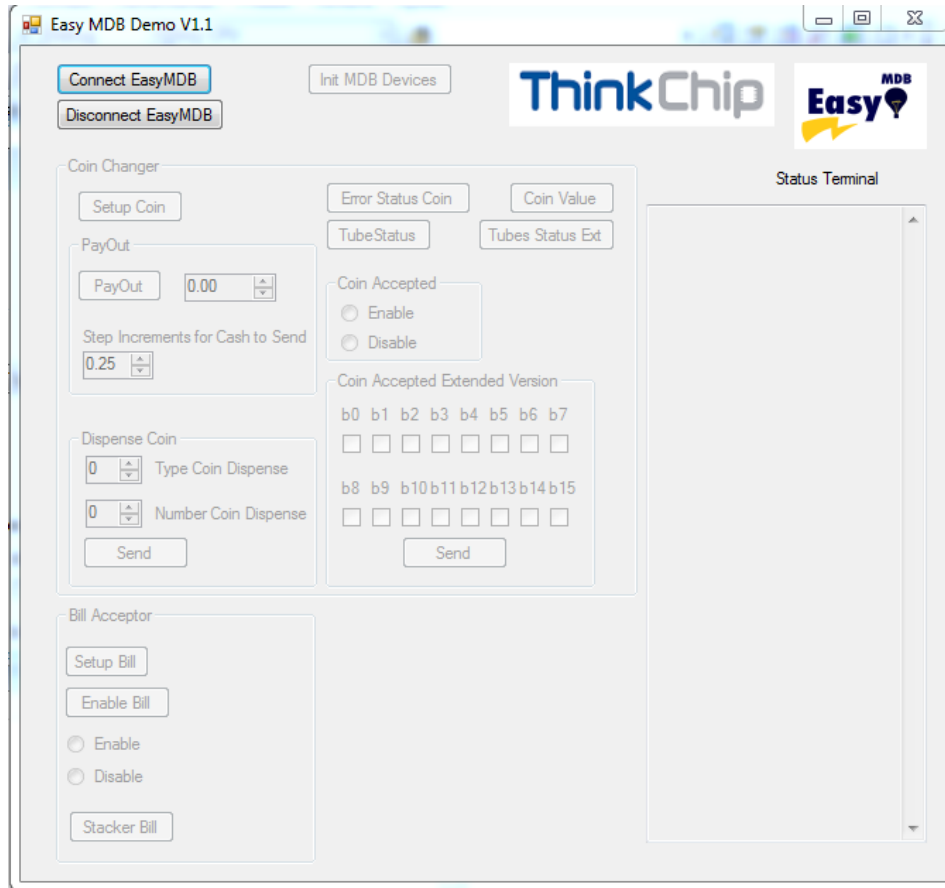 Easy MDB Demo V1.1
Connect EasyMDB
Init MDB Devices
Disconnect EasyMDB
ThinkChip
MDB
Easy
Status Terminal
Coin Changer
Setup Coin
Error Status Coin
Coin Value
TubeStatus
Tubes Status Ext
PayOut
PayOut
0.00
Step Increments for Cash to Send
0.25
Coin Accepted
Enable
Disable
Coin Accepted Extended Version
b0 b1 b2 b3 b4 b5 b6 b7
b8 b9 b10 b11 b12 b13 b14 b15
Send
Dispense Coin
0 Type Coin Dispense
0 Number Coin Dispense
Send
Bill Acceptor
Setup Bill
Enable Bill
Enable
Disable
Stacker Bill